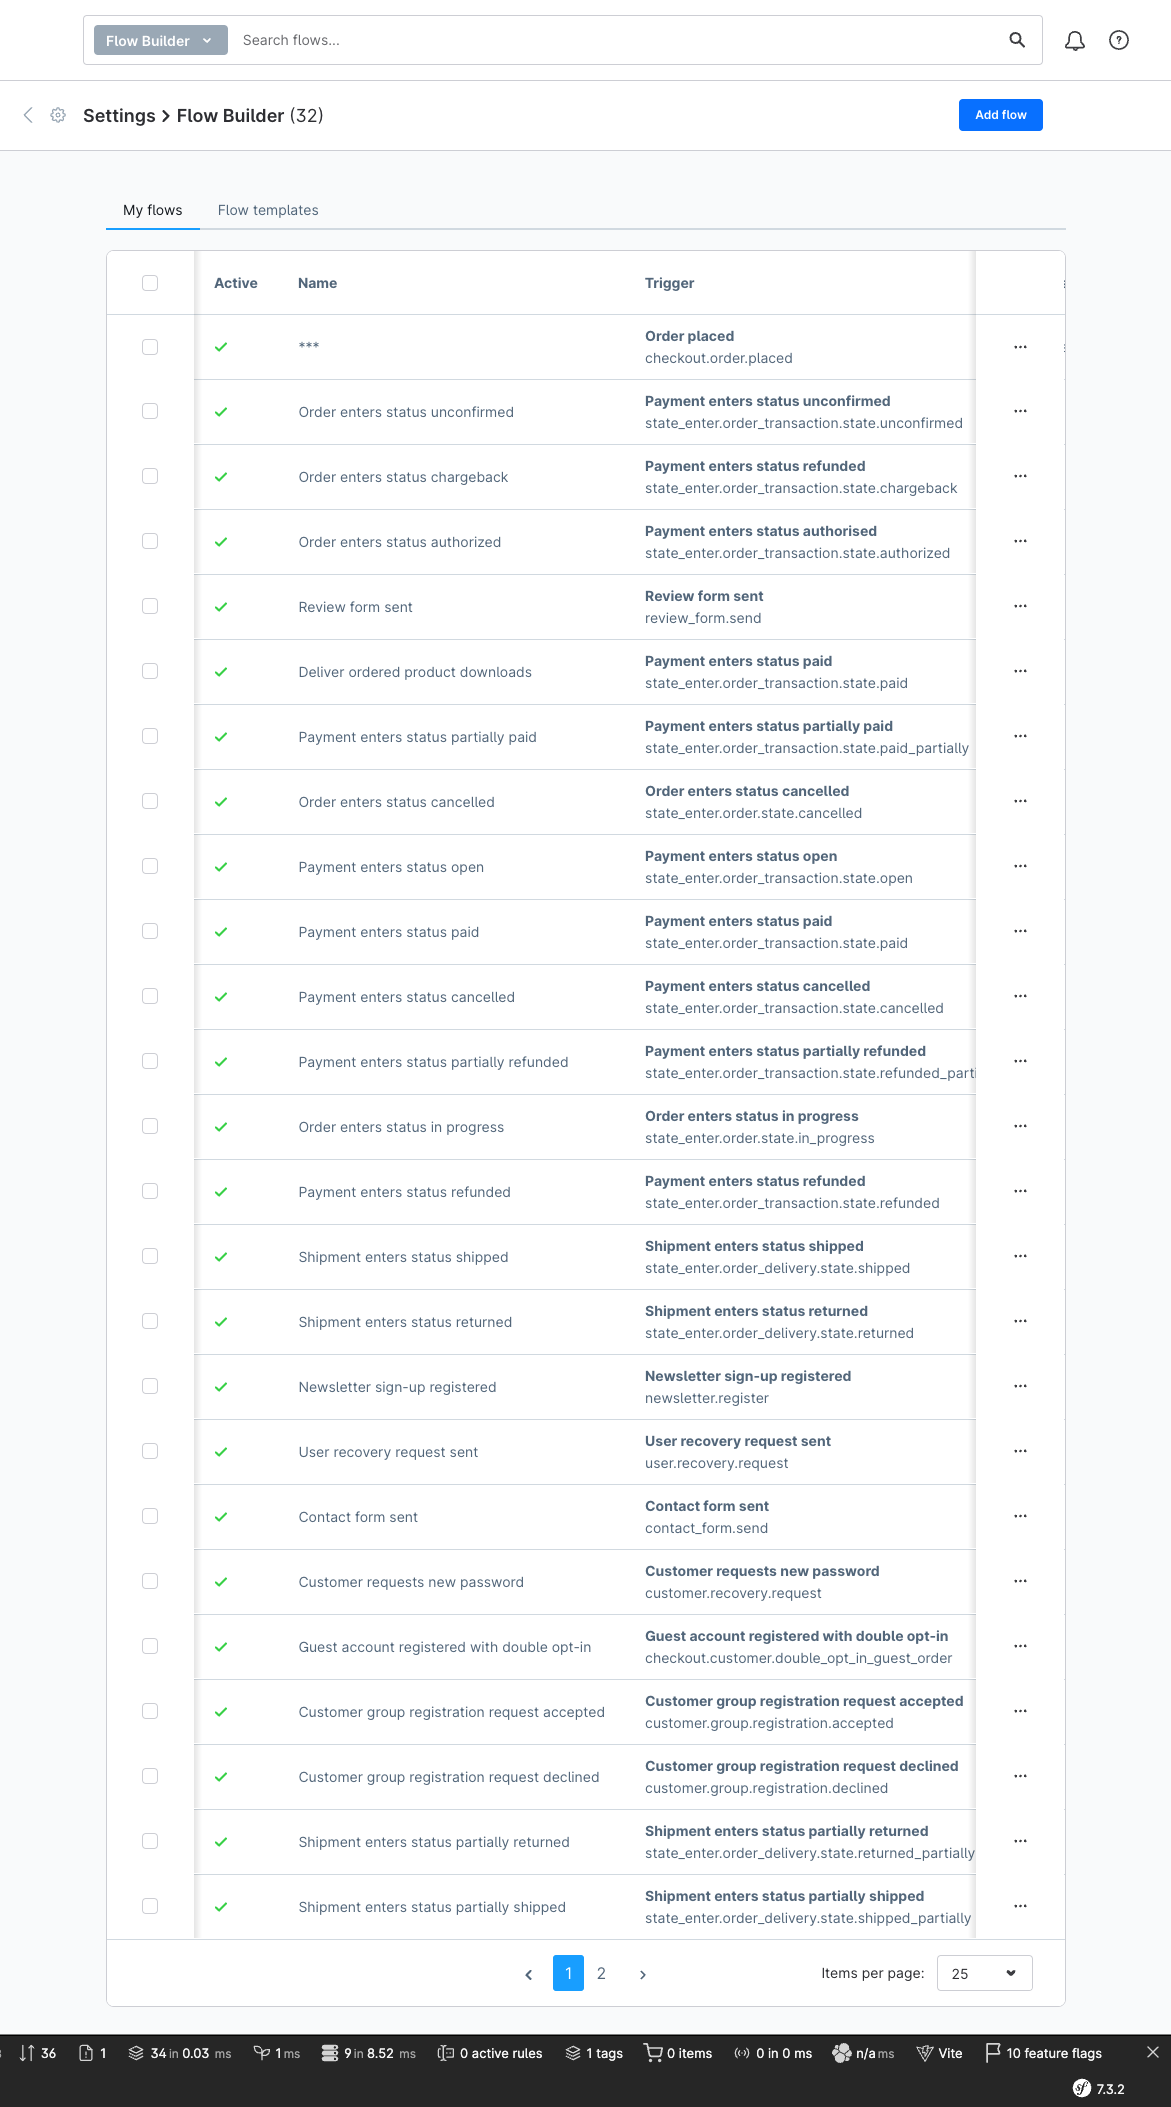 Flow Builder Search flows...
Settings > Flow Builder (32) Add flow
My flows Flow templates
Active Name Trigger
*** Order placed
checkout.order.placed
Order enters status unconfirmed Payment enters status unconfirmed
state_enter.order_transaction.state.unconfirmed
Order enters status chargeback Payment enters status refunded
state_enter.order_transaction.state.chargeback
Order enters status authorized Payment enters status authorised
state_enter.order_transaction.state.authorized
Review form sent Review form sent
review_form.send
Deliver ordered product downloads Payment enters status paid
state_enter.order_transaction.state.paid
Payment enters status partially paid Payment enters status partially paid
state_enter.order_transaction.state.paid_partially
Order enters status cancelled Order enters status cancelled
state_enter.order.state.cancelled
Payment enters status open Payment enters status open
state_enter.order_transaction.state.open
Payment enters status paid Payment enters status paid
state_enter.order_transaction.state.paid
Payment enters status cancelled Payment enters status cancelled
state_enter.order_transaction.state.cancelled
Payment enters status partially refunded Payment enters status partially refunded
state_enter.order_transaction.state.refunded_parti
Order enters status in progress Order enters status in progress
state_enter.order.state.in_progress
Payment enters status refunded Payment enters status refunded
state_enter.order_transaction.state.refunded
Shipment enters status shipped Shipment enters status shipped
state_enter.order_delivery.state.shipped
Shipment enters status returned Shipment enters status returned
state_enter.order_delivery.state.returned
Newsletter sign-up registered Newsletter sign-up registered
newsletter.register
User recovery request sent User recovery request sent
user.recovery.request
Contact form sent Contact form sent
contact_form.send
Customer requests new password Customer requests new password
customer.recovery.request
Guest account registered with double opt-in Guest account registered with double opt-in
checkout.customer.double_opt_in_guest_order
Customer group registration request accepted Customer group registration request accepted
customer.group.registration.accepted
Customer group registration request declined Customer group registration request declined
customer.group.registration.declined
Shipment enters status partially returned Shipment enters status partially returned
state_enter.order_delivery.state.returned_partially
Shipment enters status partially shipped Shipment enters status partially shipped
state_enter.order_delivery.state.shipped_partially
1 2 Items per page: 25
36 1 34 in 0.03 ms 1 ms 9 in 8.52 ms 0 active rules 1 tags 0 items 0 in 0 ms n/a ms Vite 10 feature flags
7.3.2